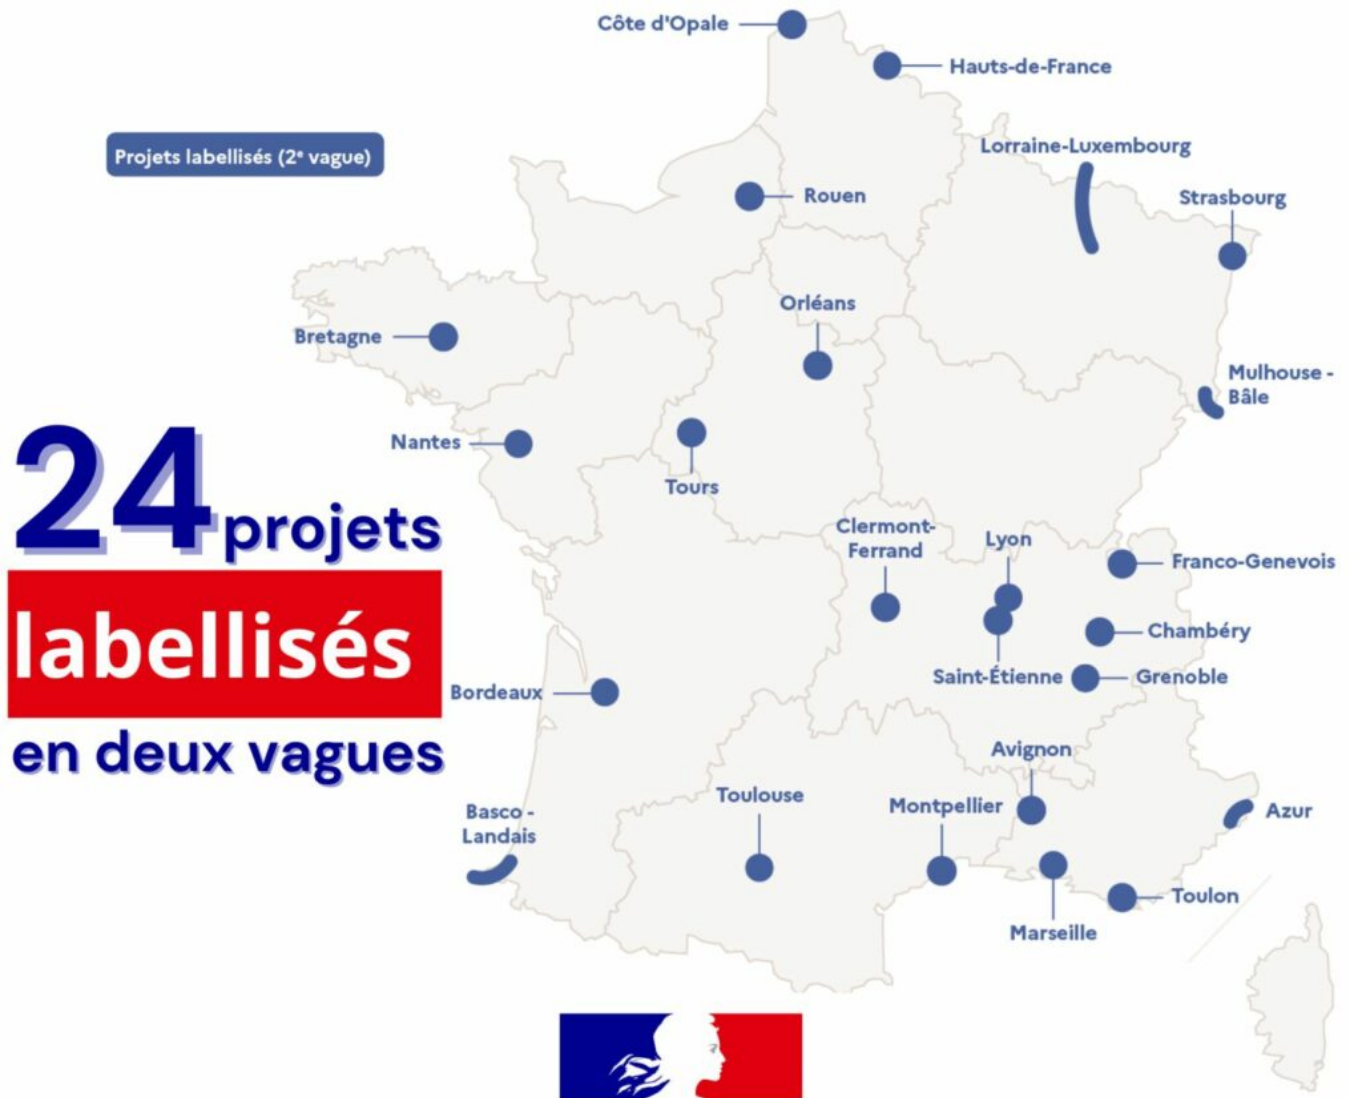 Côte d'Opale
Hauts-de-France
Lorraine-Luxembourg
Projets labellisés (2ᵉ vague)
Rouen
Strasbourg
Orléans
Bretagne
Mulhouse -
Bâle
Nantes
Tours
24 projets
labellisés
en deux vagues
Clermont-
Ferrand
Lyon
Franco-Genevois
Chambéry
Saint-Étienne
Grenoble
Bordeaux
Avignon
Toulouse
Montpellier
Basco -
Landais
Azur
Toulon
Marseille